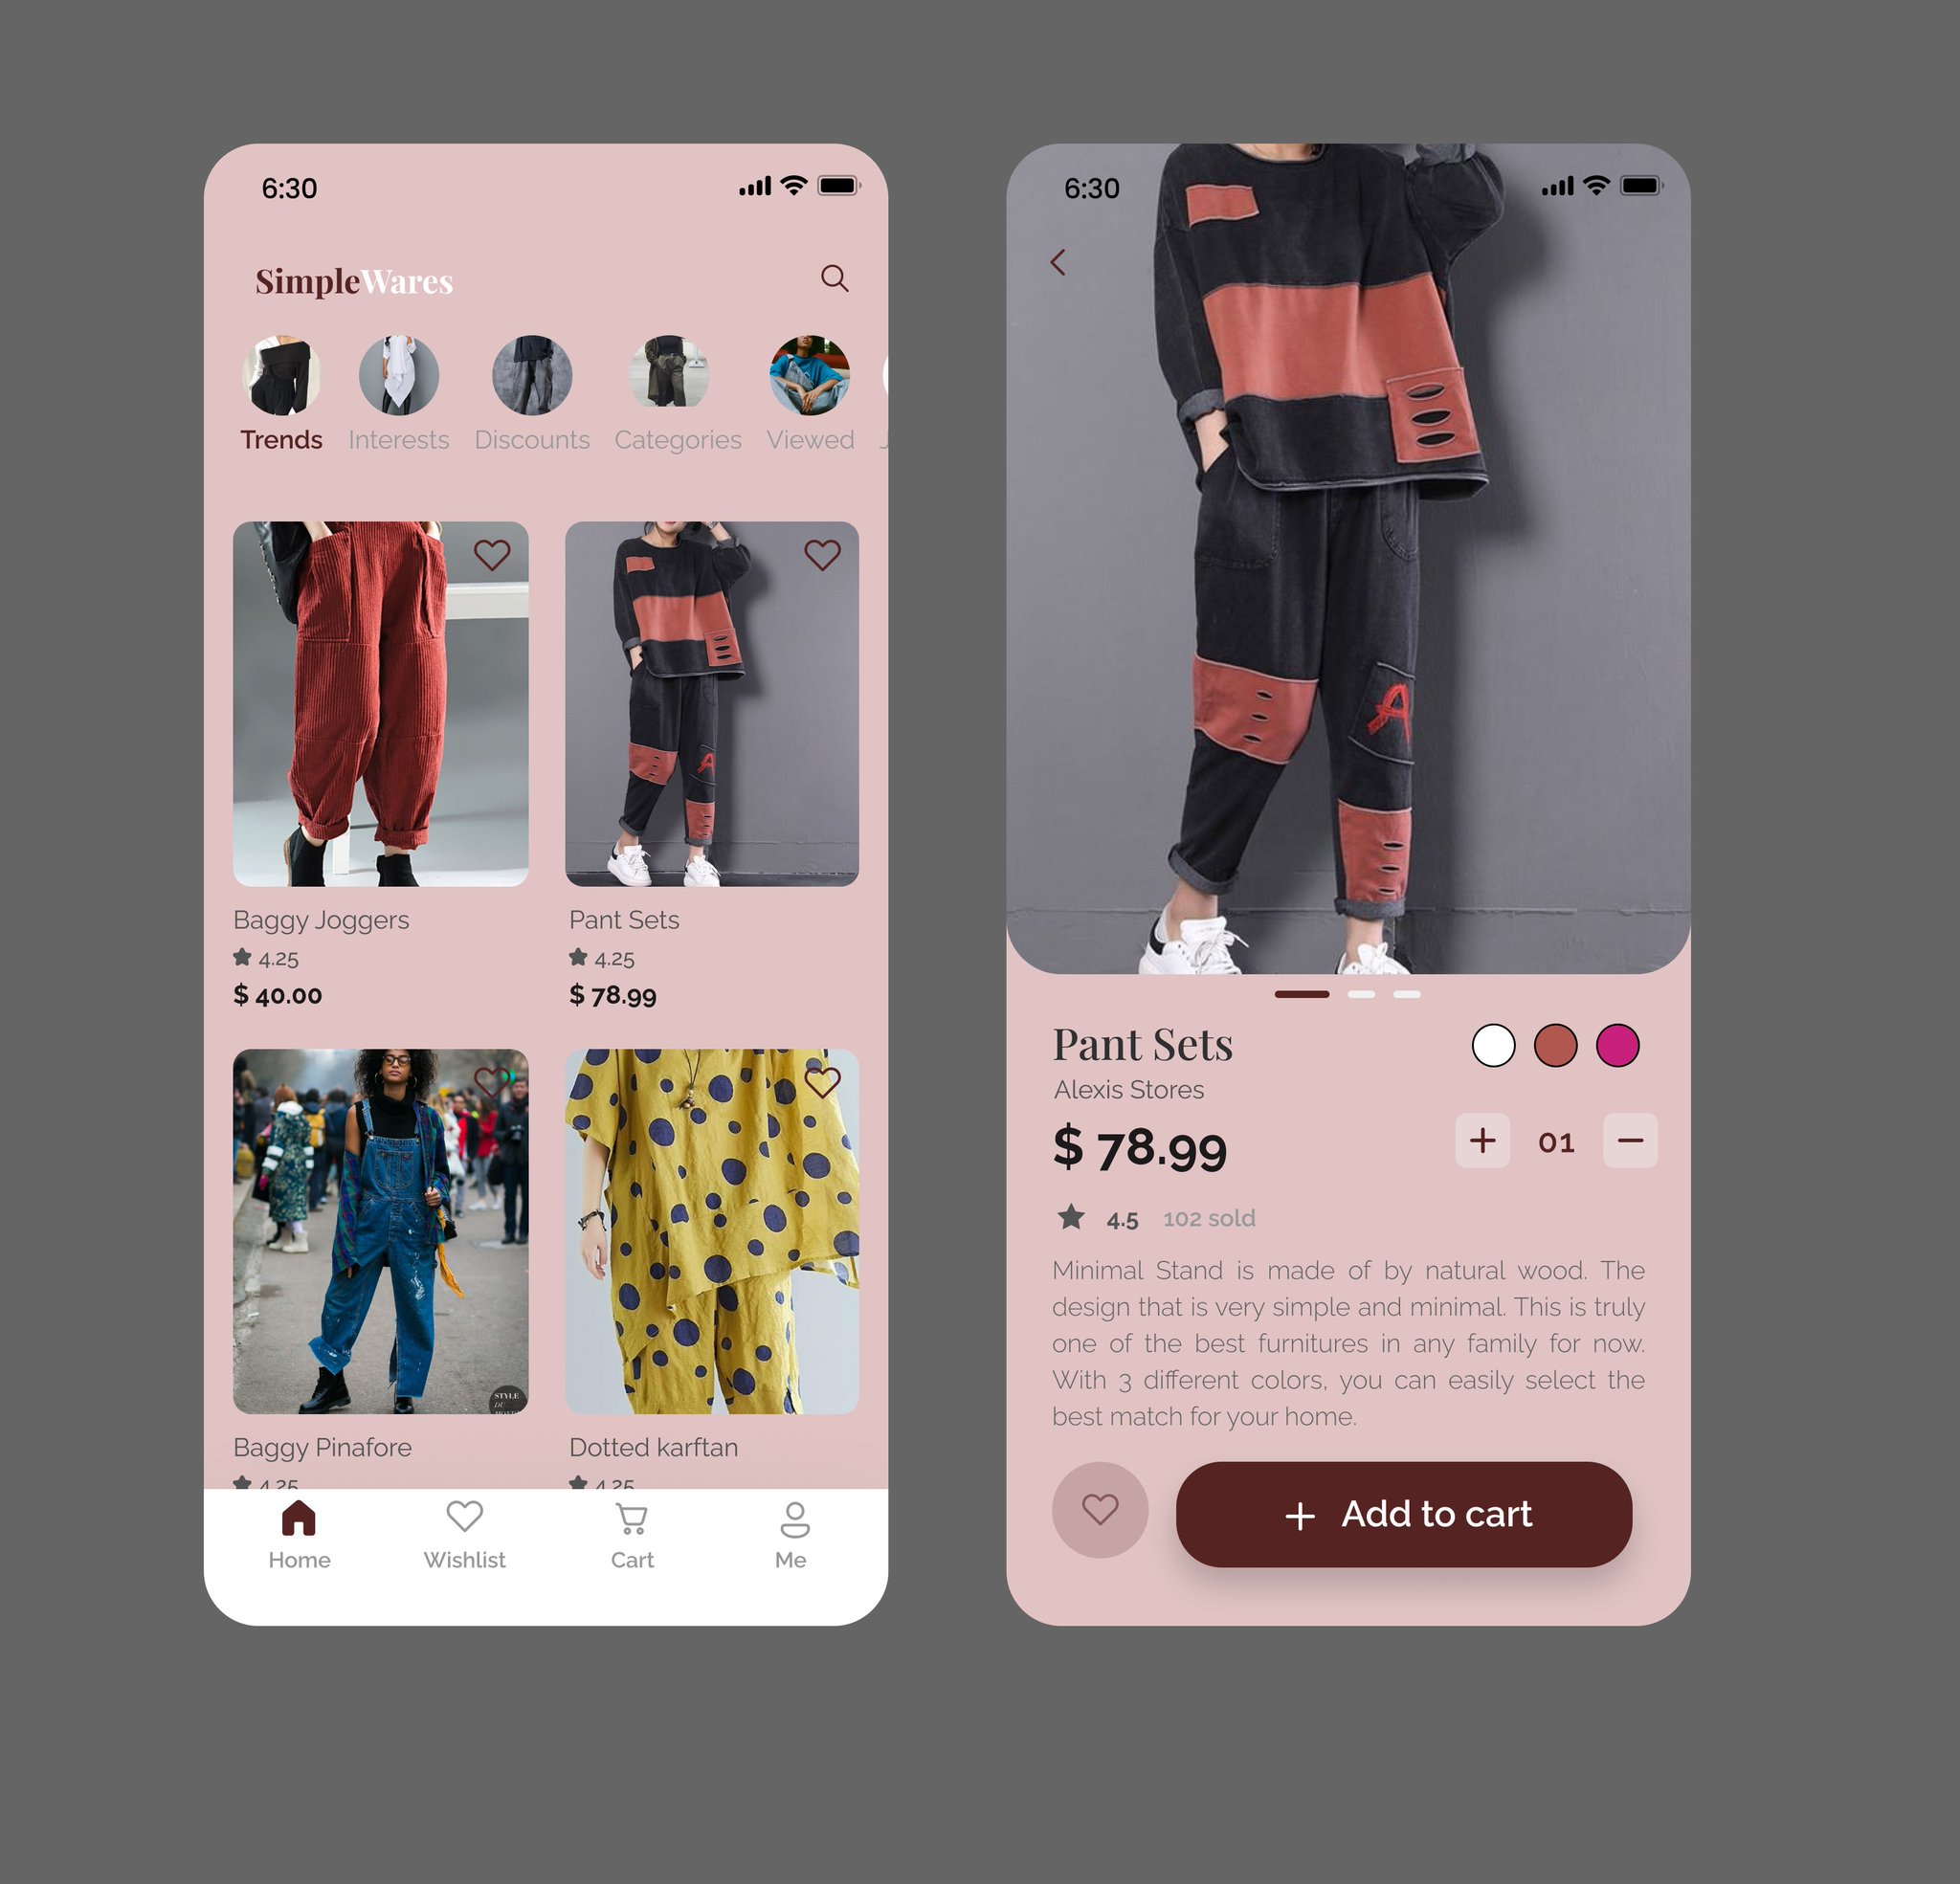 6:30
SimpleWares
Trends Interests Discounts Categories Viewed
Baggy Joggers
4.25
$ 40.00
Pant Sets
4.25
$ 78.99
STYLE
DU
Baggy Pinafore
4.25
Dotted karftan
4.25
Home Wishlist Cart Me
6:30
A
Pant Sets
Alexis Stores
$ 78.99
01
4.5 102 sold
Minimal Stand is made of by natural wood. The
design that is very simple and minimal. This is truly
one of the best furnitures in any family for now.
With 3 different colors, you can easily select the
best match for your home.
+ Add to cart